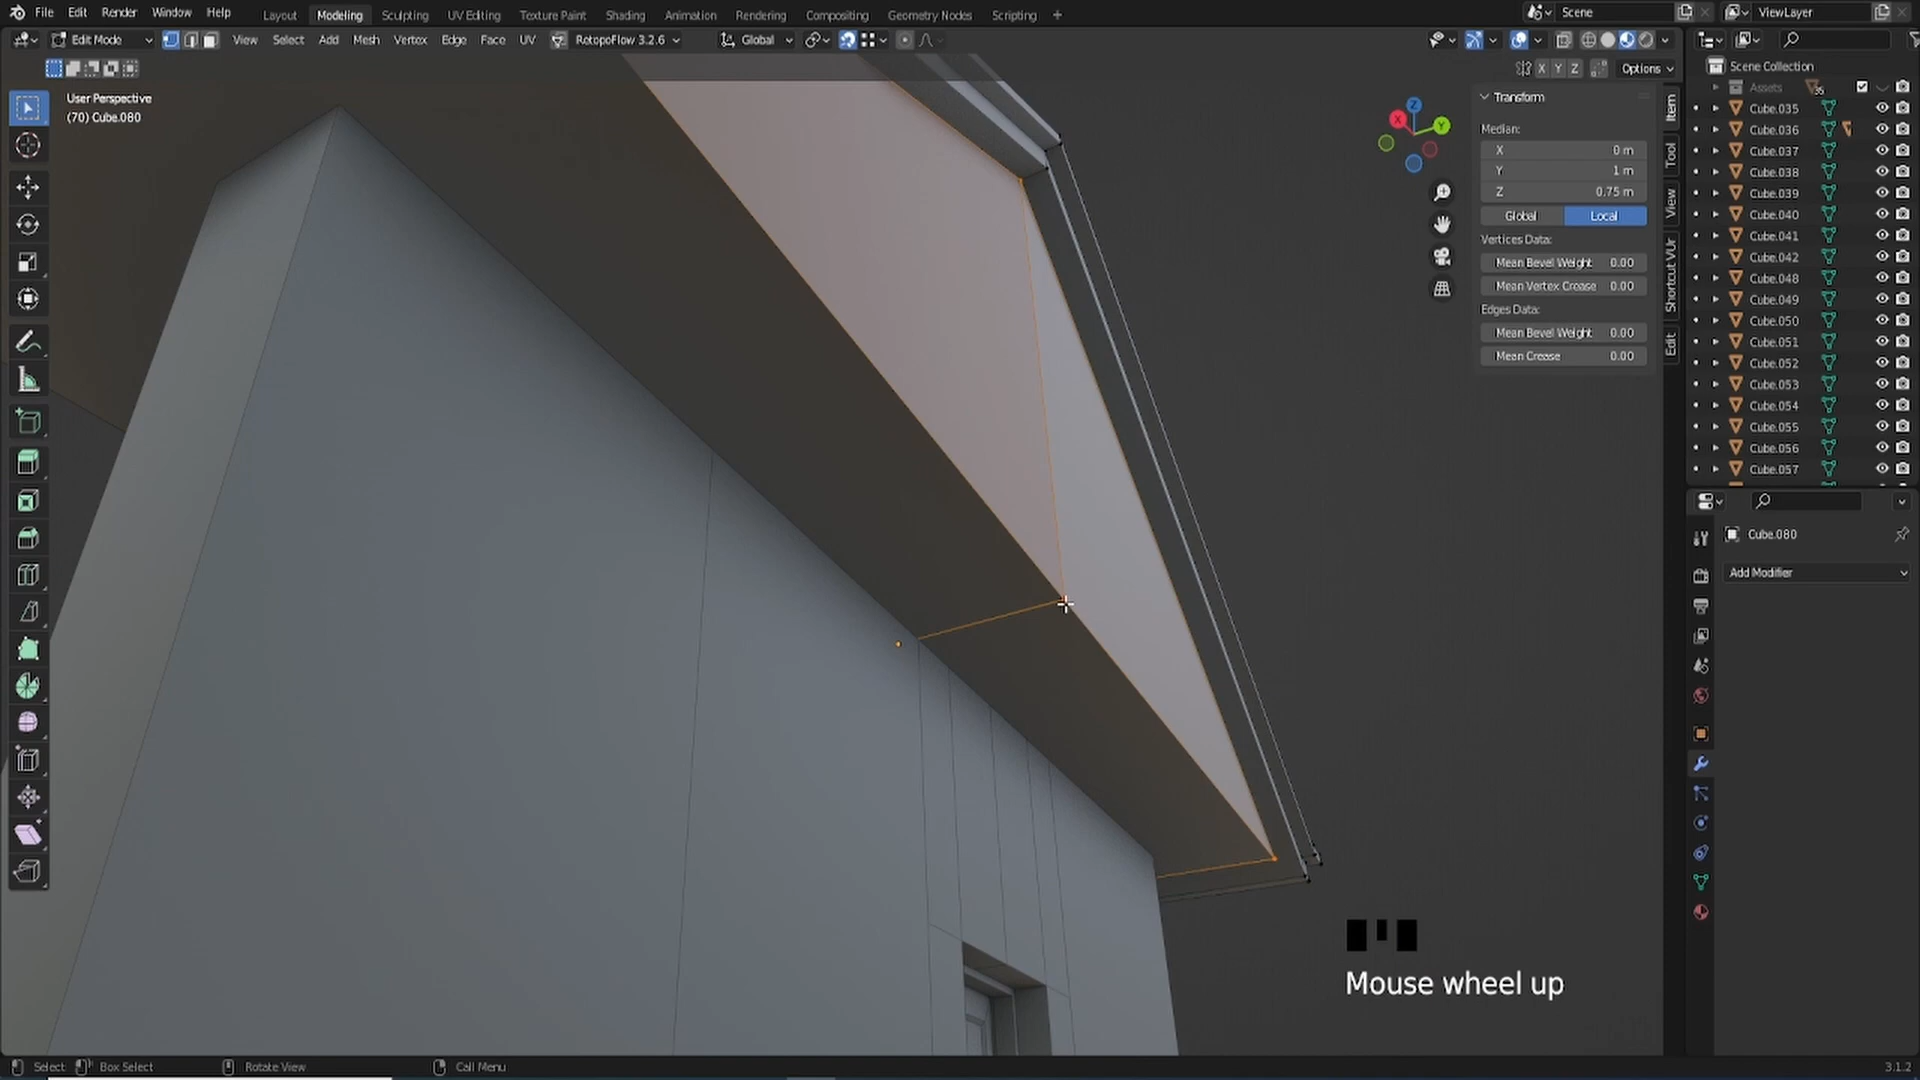 File Edit Render Window Help Layout Modeling Sculpting UV Editing Texture Paint Shading Animation Rendering Compositing Geometry Nodes Scripting + Scene ViewLayer
Edit Mode View Select Add Mesh Vertex Edge Face UV RetopoFlow 3.2.6 Global
X Y Z Options
User Perspective
(70) Cube.080
Transform
Median:
X 0 m
Y 1 m
Z 0.75 m
Global Local
Vertices Data:
Mean Bevel Weight 0.00
Mean Vertex Crease 0.00
Edges Data:
Mean Bevel Weight 0.00
Mean Crease 0.00
Item
Tool
View
Shortcut VUr
Edit
Z
X
Y
Scene Collection
Assets 35
Cube.035
Cube.036
Cube.037
Cube.038
Cube.039
Cube.040
Cube.041
Cube.042
Cube.048
Cube.049
Cube.050
Cube.051
Cube.052
Cube.053
Cube.054
Cube.055
Cube.056
Cube.057
Cube.080
Add Modifier
Mouse wheel up
Select Box Select Rotate View Call Menu 3.1.2